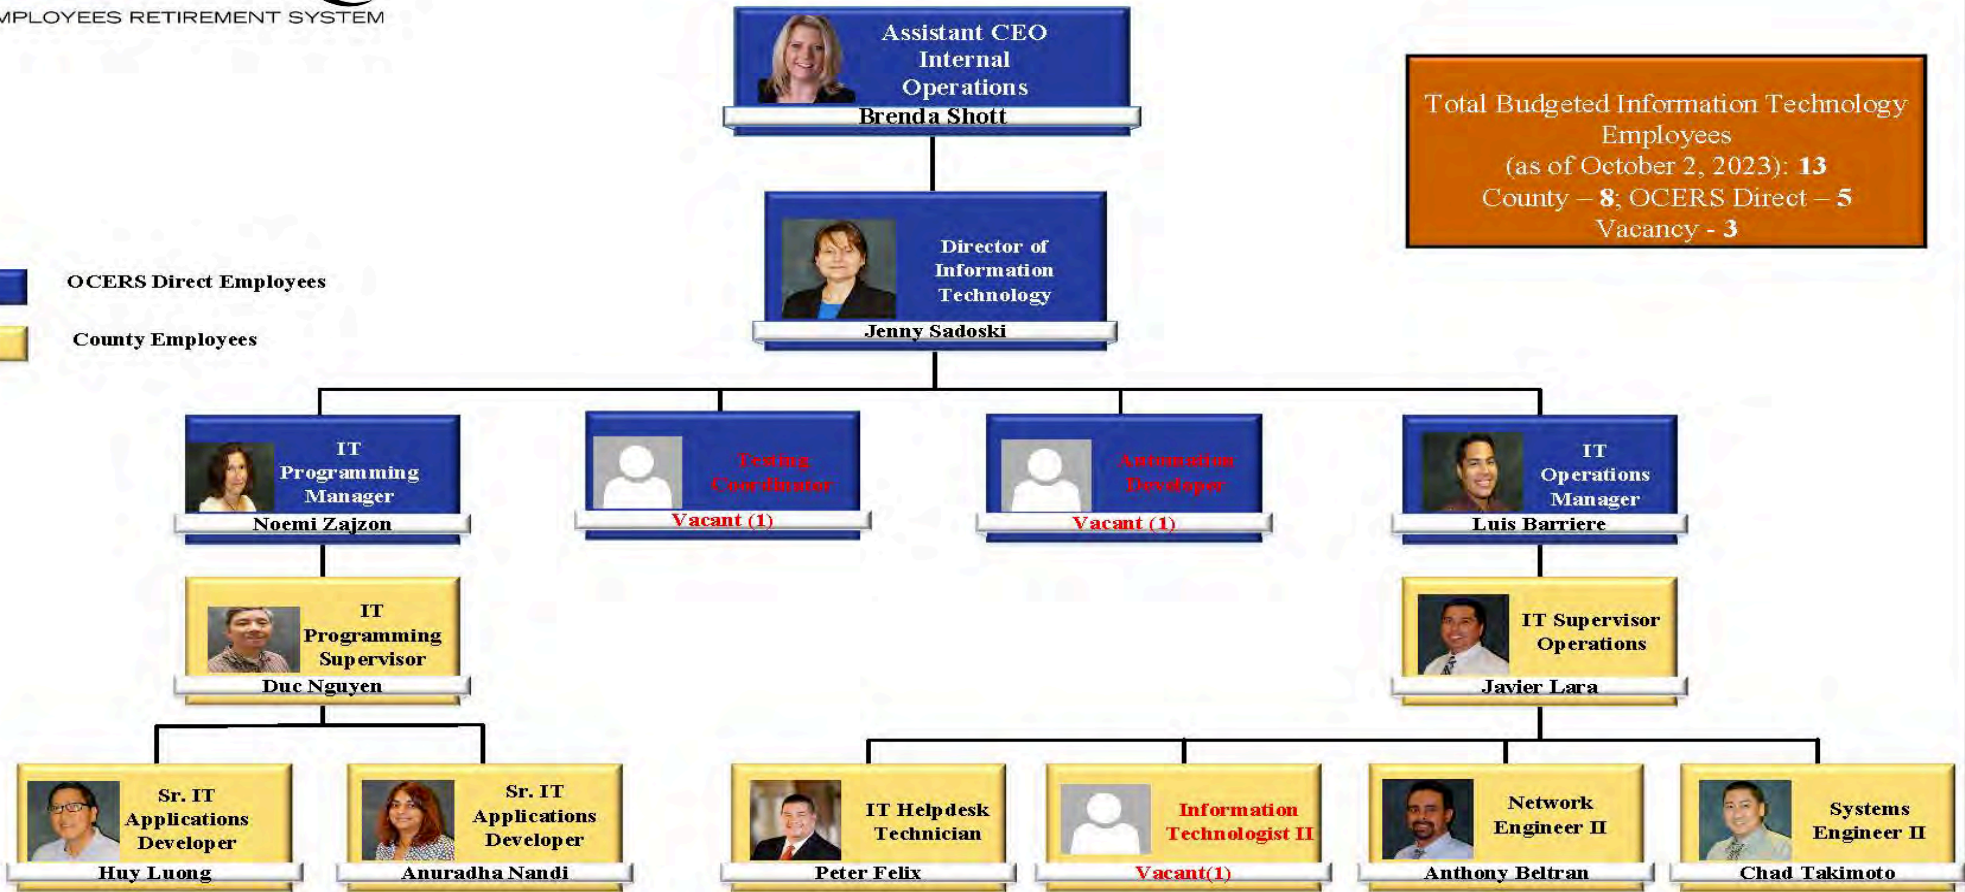 EMPLOYEES RETIREMENT SYSTEM
Assistant CEO
Internal
Operations
Brenda Shott
Total Budgeted Information Technology
Employees
(as of October 2, 2023): 13
County – 8; OCERS Direct – 5
Vacancy - 3
Director of
Information
Technology
Jenny Sadoski
OCERS Direct Employees
County Employees
IT
Programming
Manager
Noemi Zajzon
Testing
Coordinator
Vacant (1)
Automation
Developer
Vacant (1)
IT
Operations
Manager
Luis Barriere
IT
Programming
Supervisor
Duc Nguyen
IT Supervisor
Operations
Javier Lara
Sr. IT
Applications
Developer
Huy Luong
Sr. IT
Applications
Developer
Anuradha Nandi
IT Helpdesk
Technician
Peter Felix
Information
Technologist II
Vacant(1)
Network
Engineer II
Anthony Beltran
Systems
Engineer II
Chad Takimoto